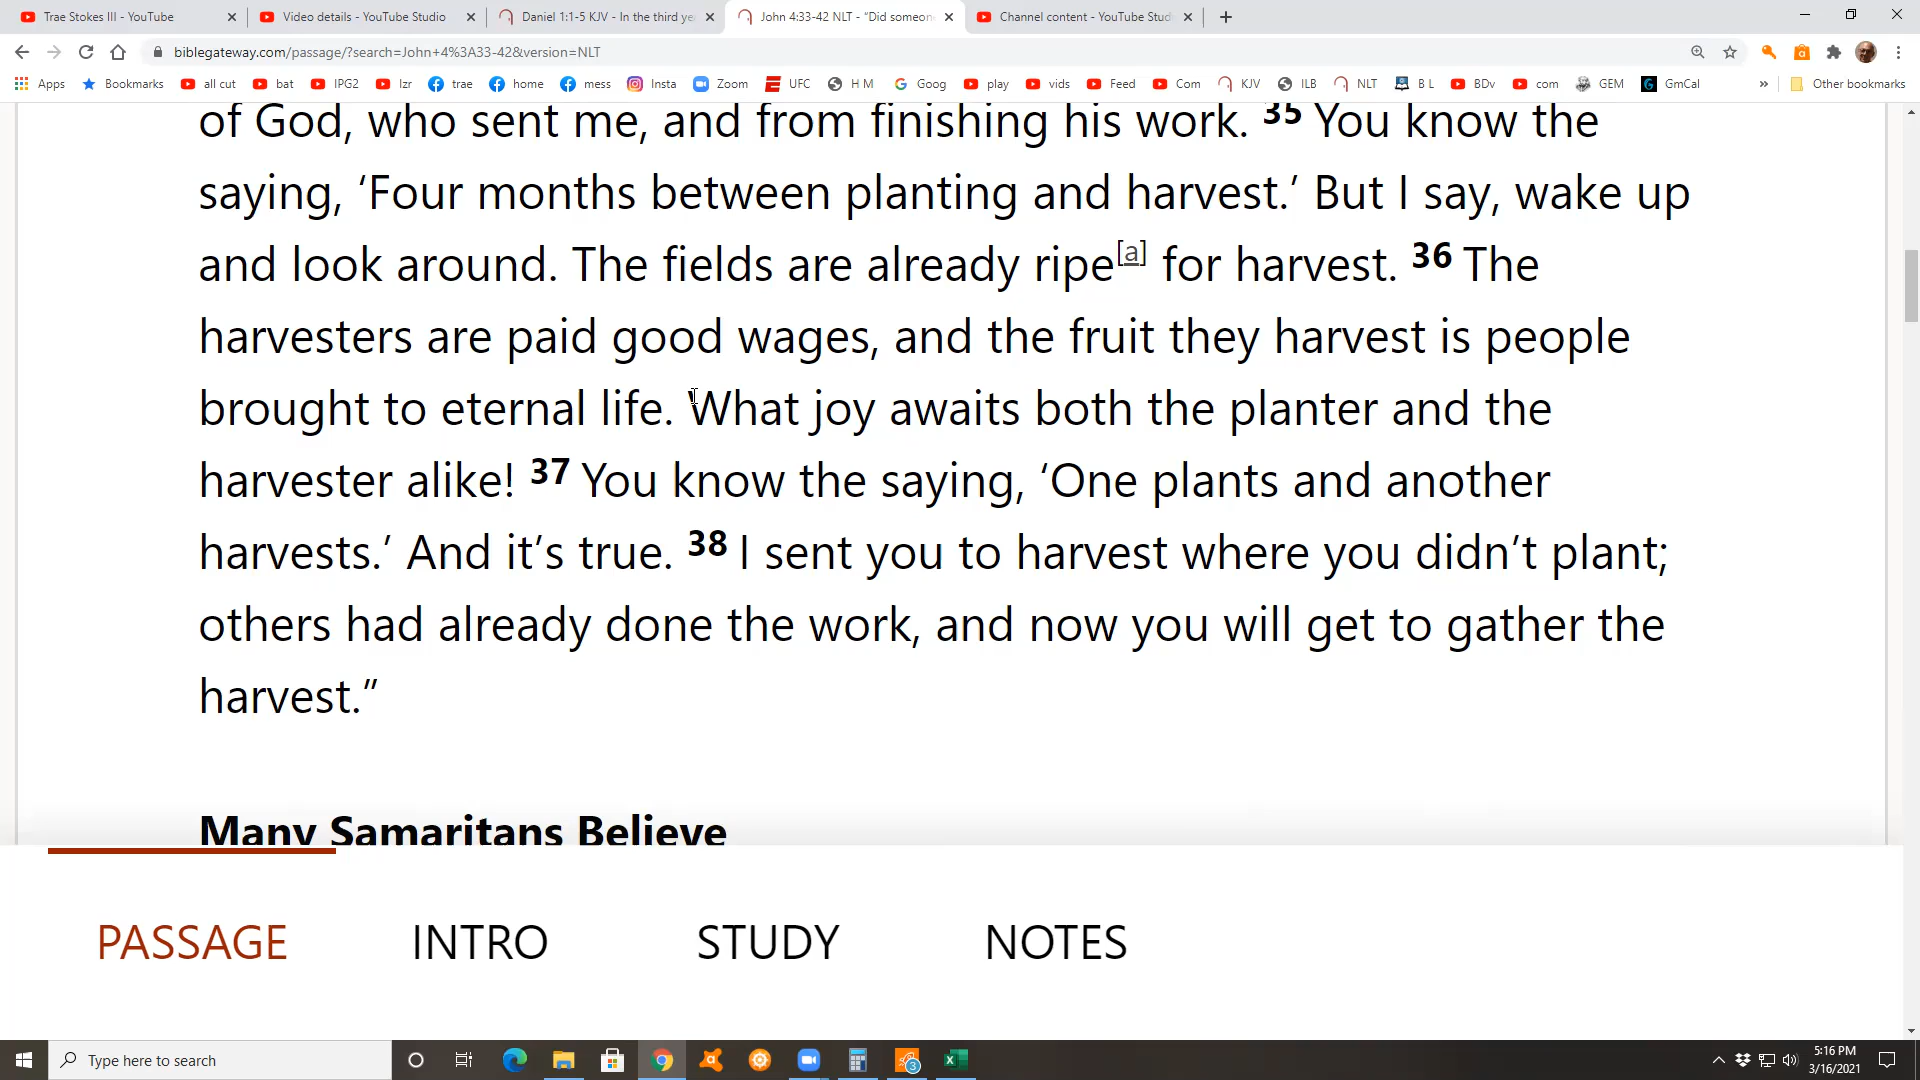 Trae Stokes III - YouTube
Video details - YouTube Studio
Daniel 1:1-5 KJV - In the third ye
John 4:33-42 NLT - “Did someon
Channel content - YouTube Stud
biblegateway.com/passage/?search=John+4%3A33-42&version=NLT
Apps Bookmarks all cut bat IPG2 lzr trae home mess Insta Zoom UFC H M Goog play vids Feed Com KJV ILB NLT B L BDv com GEM GmCal » Other bookmarks
of God, who sent me, and from finishing his work. 35 You know the
saying, ‘Four months between planting and harvest.’ But I say, wake up
and look around. The fields are already ripe[a] for harvest. 36 The
harvesters are paid good wages, and the fruit they harvest is people
brought to eternal life. What joy awaits both the planter and the
harvester alike! 37 You know the saying, ‘One plants and another
harvests.’ And it’s true. 38 I sent you to harvest where you didn’t plant;
others had already done the work, and now you will get to gather the
harvest.”
Many Samaritans Believe
PASSAGE INTRO STUDY NOTES
Type here to search
3
5:16 PM
3/16/2021